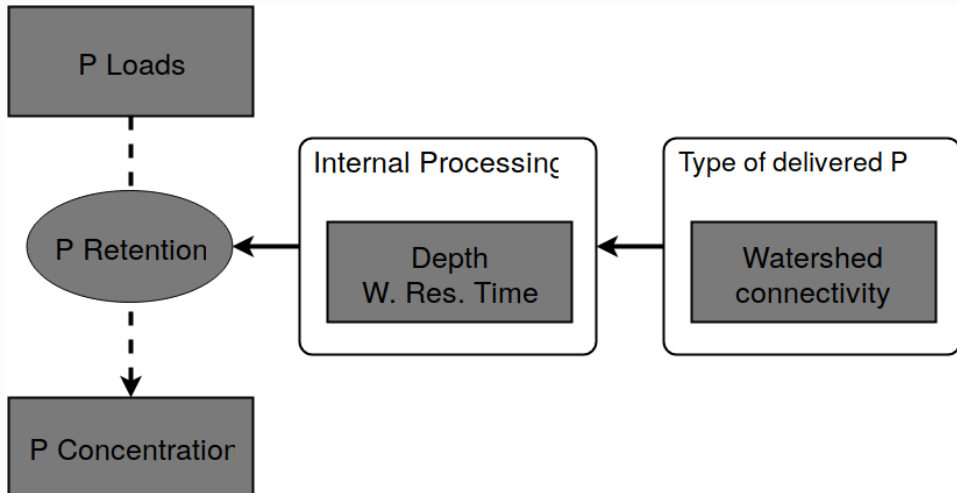 P Loads
Internal Processing
Type of delivered P
P Retention
Depth
W. Res. Time
Watershed
connectivity
P Concentration